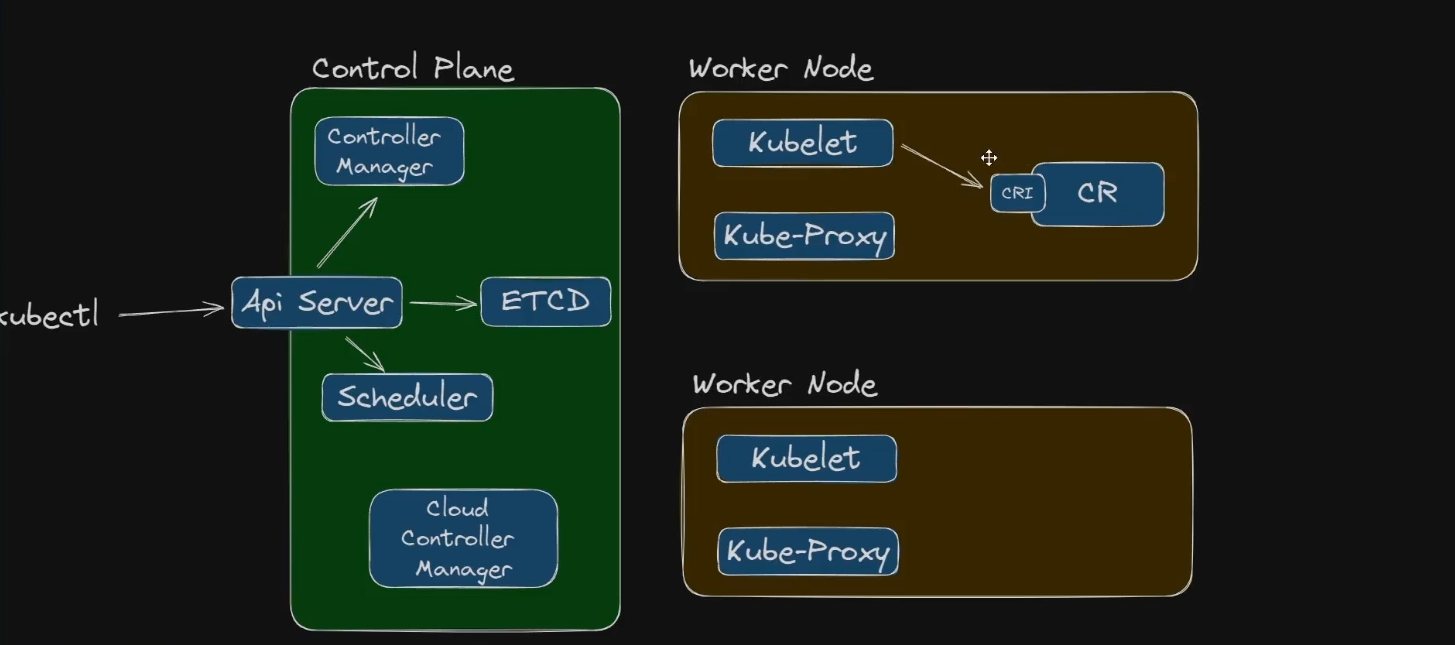 Control Plane
Controller
Manager
Api Server
ETCD
Scheduler
Cloud
Controller
Manager
kubectl
Worker Node
Kubelet
CRI
CR
Kube-Proxy
Worker Node
Kubelet
Kube-Proxy